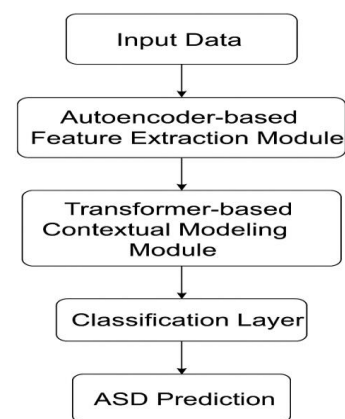 Input Data
Autoencoder-based
Feature Extraction Module
Transformer-based
Contextual Modeling
Module
Classification Layer
ASD Prediction